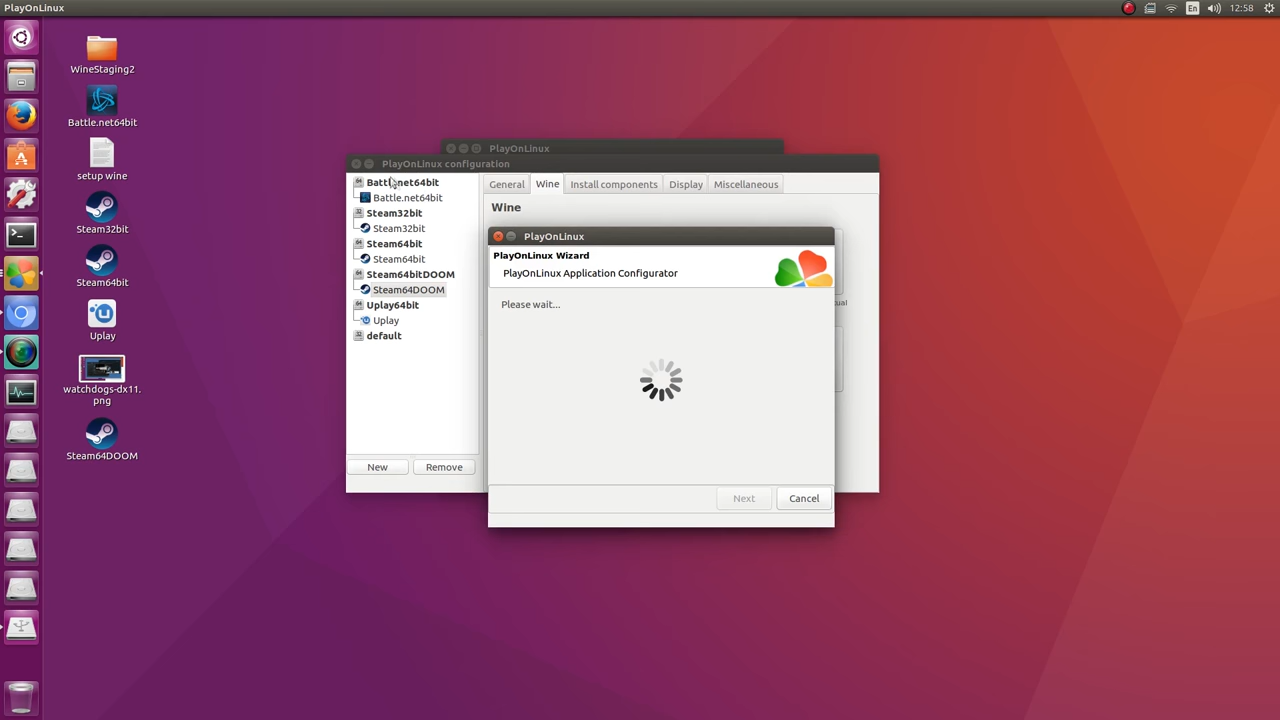 PlayOnLinux
En
12:58
WineStaging2
Battle.net64bit
setup wine
Steam32bit
Steam64bit
Uplay
watchdogs-dx11.
png
Steam64DOOM
PlayOnLinux
PlayOnLinux configuration
Battle.net64bit
Battle.net64bit
Steam32bit
Steam32bit
Steam64bit
Steam64bit
Steam64bitDOOM
Steam64DOOM
Uplay64bit
Uplay
default
New
Remove
General
Wine
Install components
Display
Miscellaneous
Wine
ual
PlayOnLinux
PlayOnLinux Wizard
PlayOnLinux Application Configurator
Please wait...
Next
Cancel